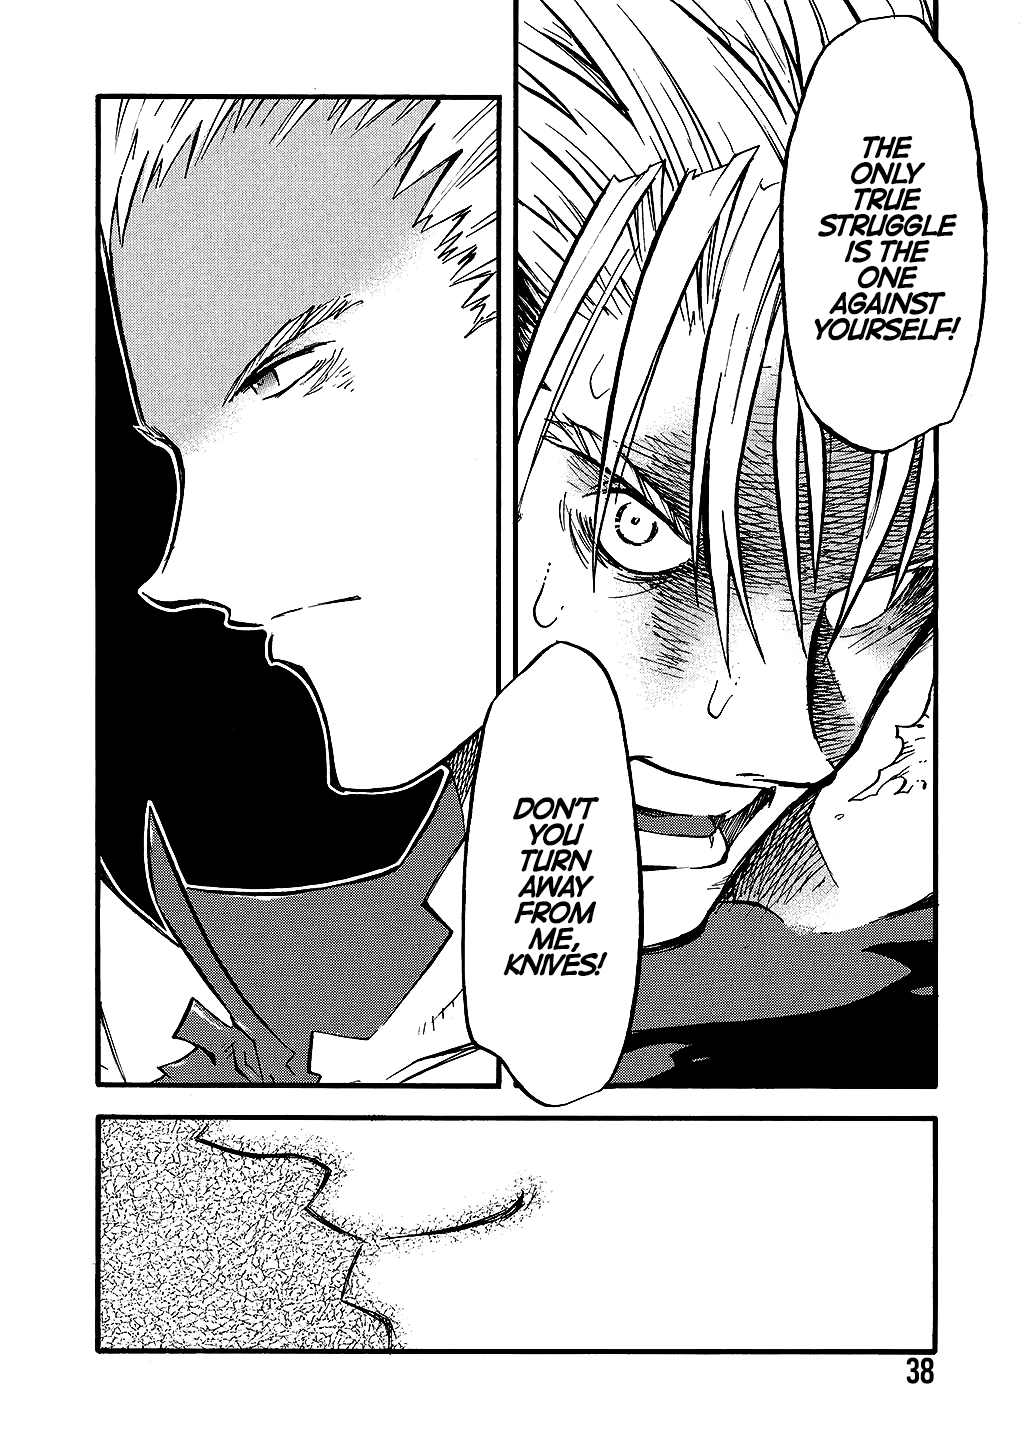 THE
ONLY
TRUE
STRUGGLE
IS THE
ONE
AGAINST
YOURSELF!
DON'T
YOU
TURN
AWAY
FROM
ME,
KNIVES!
38